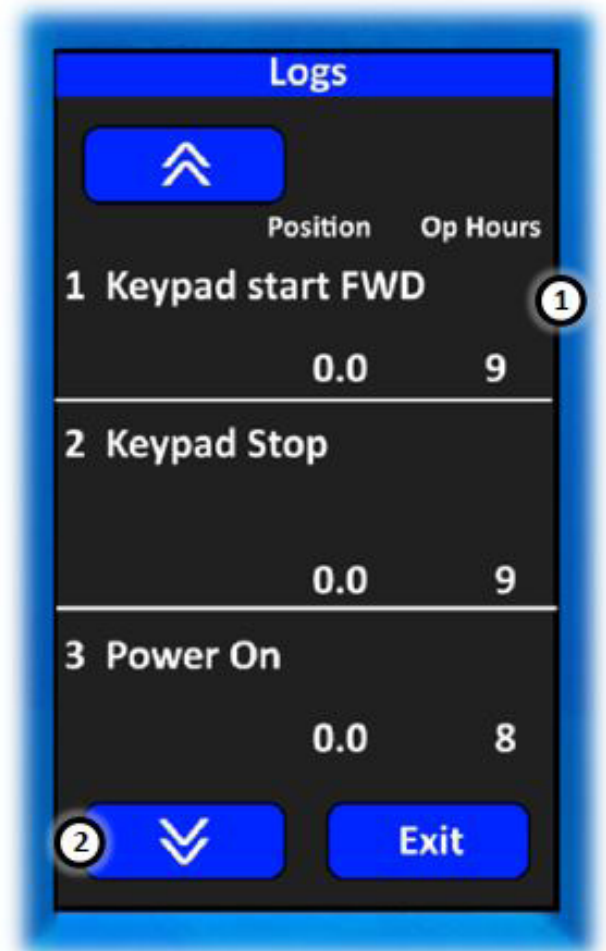 Logs
Position Op Hours
1 Keypad start FWD
1
0.0 9
2 Keypad Stop
0.0 9
3 Power On
0.0 8
2
Exit